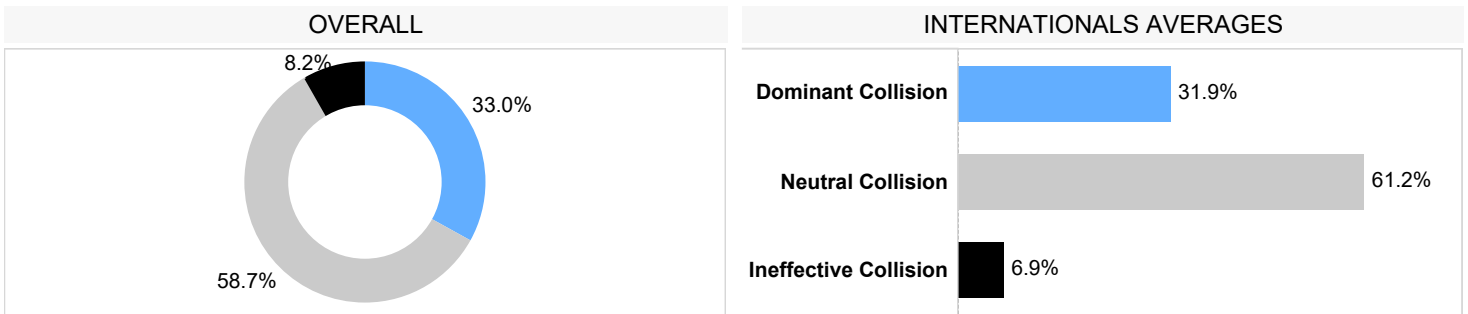 OVERALL
8.2%
33.0%
58.7%
INTERNATIONALS AVERAGES
Dominant Collision
31.9%
Neutral Collision
61.2%
Ineffective Collision
6.9%